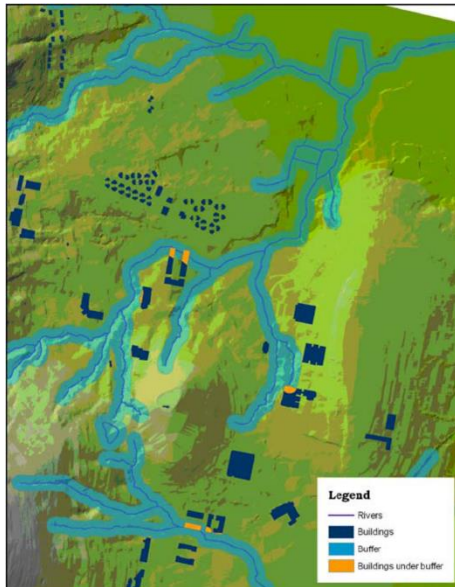 Legend
Rivers
Buildings
Buffer
Buildings under buffer